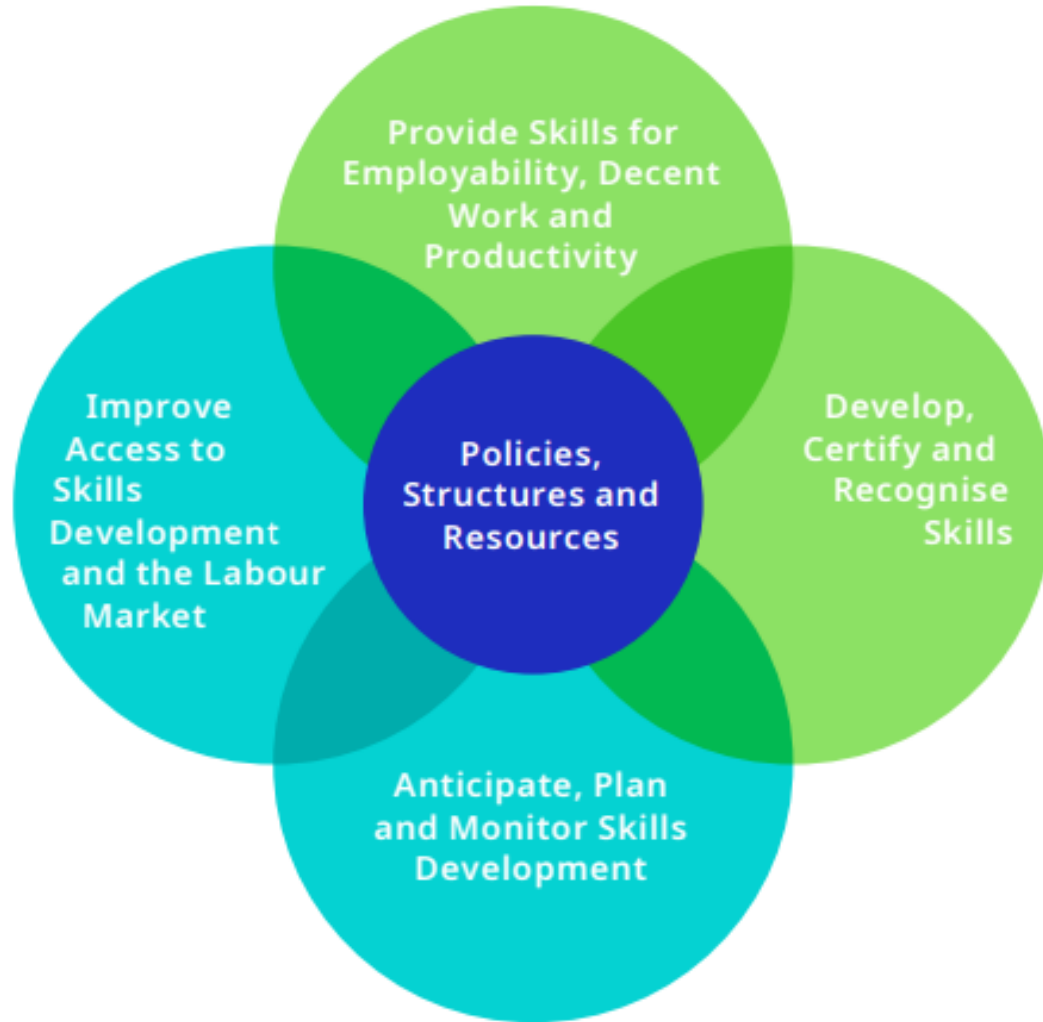 Provide Skills for
Employability, Decent
Work and
Productivity
Improve
Access to
Skills
Development
and the Labour
Market
Policies,
Structures and
Resources
Develop,
Certify and
Recognise
Skills
Anticipate, Plan
and Monitor Skills
Development